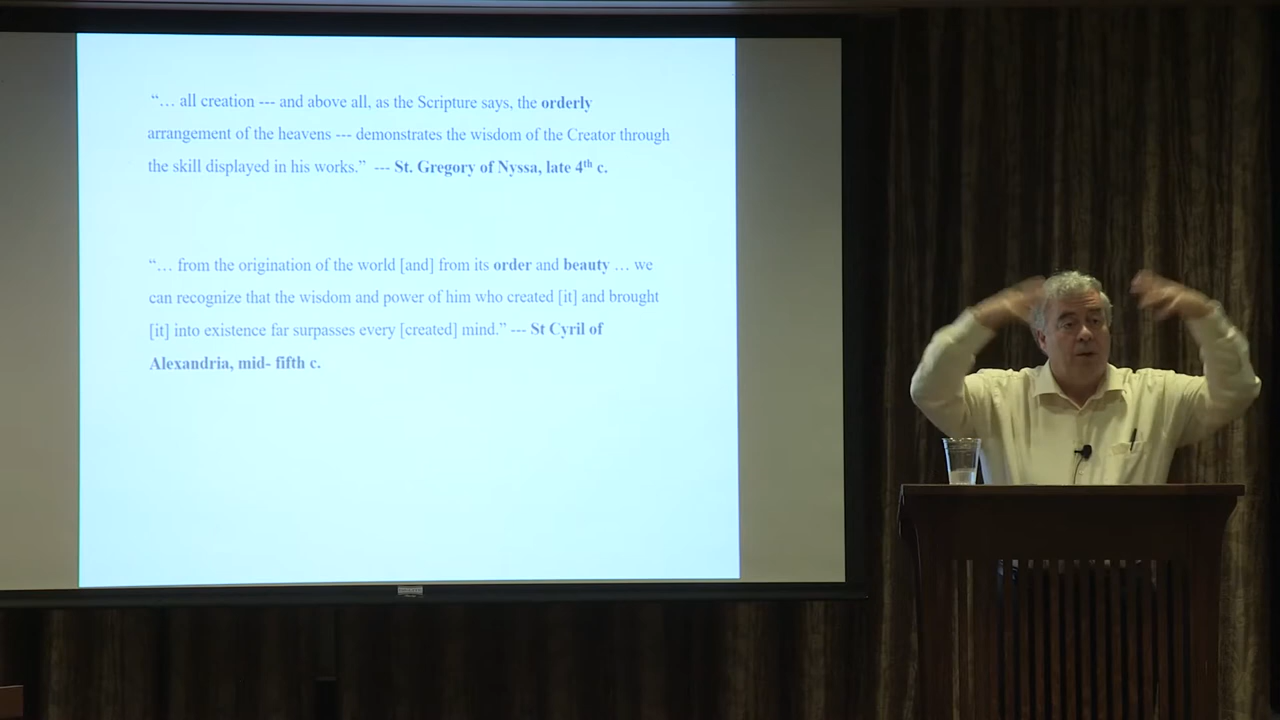 “… all creation --- and above all, as the Scripture says, the orderly
arrangement of the heavens --- demonstrates the wisdom of the Creator through
the skill displayed in his works.” --- St. Gregory of Nyssa, late 4th c.
“… from the origination of the world [and] from its order and beauty … we
can recognize that the wisdom and power of him who created [it] and brought
[it] into existence far surpasses every [created] mind.” --- St Cyril of
Alexandria, mid- fifth c.